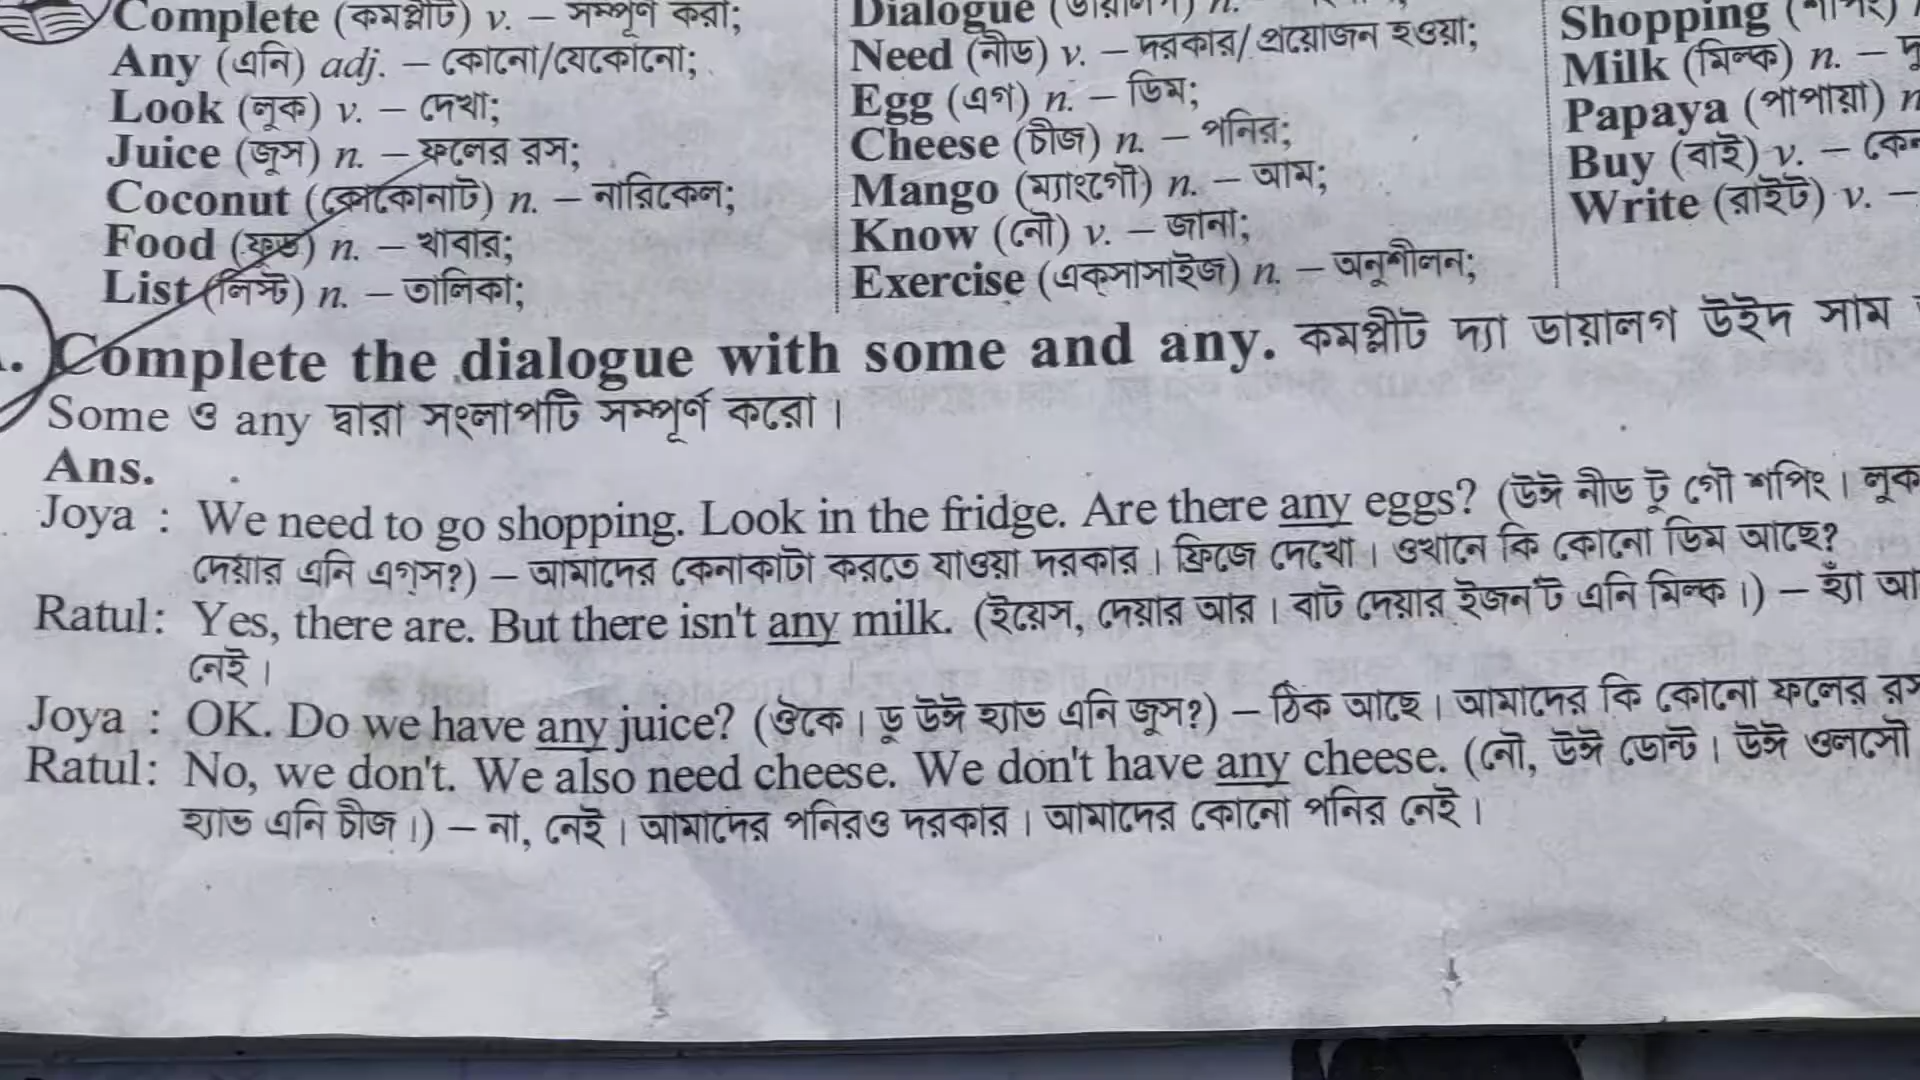 Complete (কমপ্লীট) v. – সম্পূর্ণ করা;
Any (এনি) adj. – কোনো/যেকোনো;
Look (লুক) v. – দেখা;
Juice (জুস) n. – ফলের রস;
Coconut (কোকোনাট) n. – নারিকেল;
Food (ফুড) n. – খাবার;
List (লিস্ট) n. – তালিকা;
Dialogue (ডায়ালগ) n.
Need (নীড) v. – দরকার/প্রয়োজন হওয়া;
Egg (এগ) n. – ডিম;
Cheese (চীজ) n. – পনির;
Mango (ম্যাংগৌ) n. – আম;
Know (নৌ) v. – জানা;
Exercise (এক্সাসাইজ) n. – অনুশীলন;
Shopping (শপিং)
Milk (মিল্ক) n. –
Papaya (পাপায়া) n
Buy (বাই) v. –
Write (রাইট) v. –
Complete the dialogue with some and any. কমপ্লীট দ্যা ডায়ালগ উইদ সাম
Some ও any দ্বারা সংলাপটি সম্পূর্ণ করো।
Ans.
Joya : We need to go shopping. Look in the fridge. Are there any eggs? (উঈ নীড টু গৌ শপিং। লুক
দেয়ার এনি এগ্স?) – আমাদের কেনাকাটা করতে যাওয়া দরকার। ফ্রিজে দেখো। ওখানে কি কোনো ডিম আছে?
Ratul: Yes, there are. But there isn't any milk. (ইয়েস, দেয়ার আর। বাট দেয়ার ইজন'ট এনি মিল্ক।) – হ্যাঁ আ
নেই।
Joya : OK. Do we have any juice? (ওঁকে। ডু উঈ হ্যাভ এনি জুস?) – ঠিক আছে। আমাদের কি কোনো ফলের রস
Ratul: No, we don't. We also need cheese. We don't have any cheese. (নৌ, উঈ ডোন্ট। উঈ ওলসৌ
হ্যাভ এনি চীজ।) – না, নেই। আমাদের পনিরও দরকার। আমাদের কোনো পনির নেই।